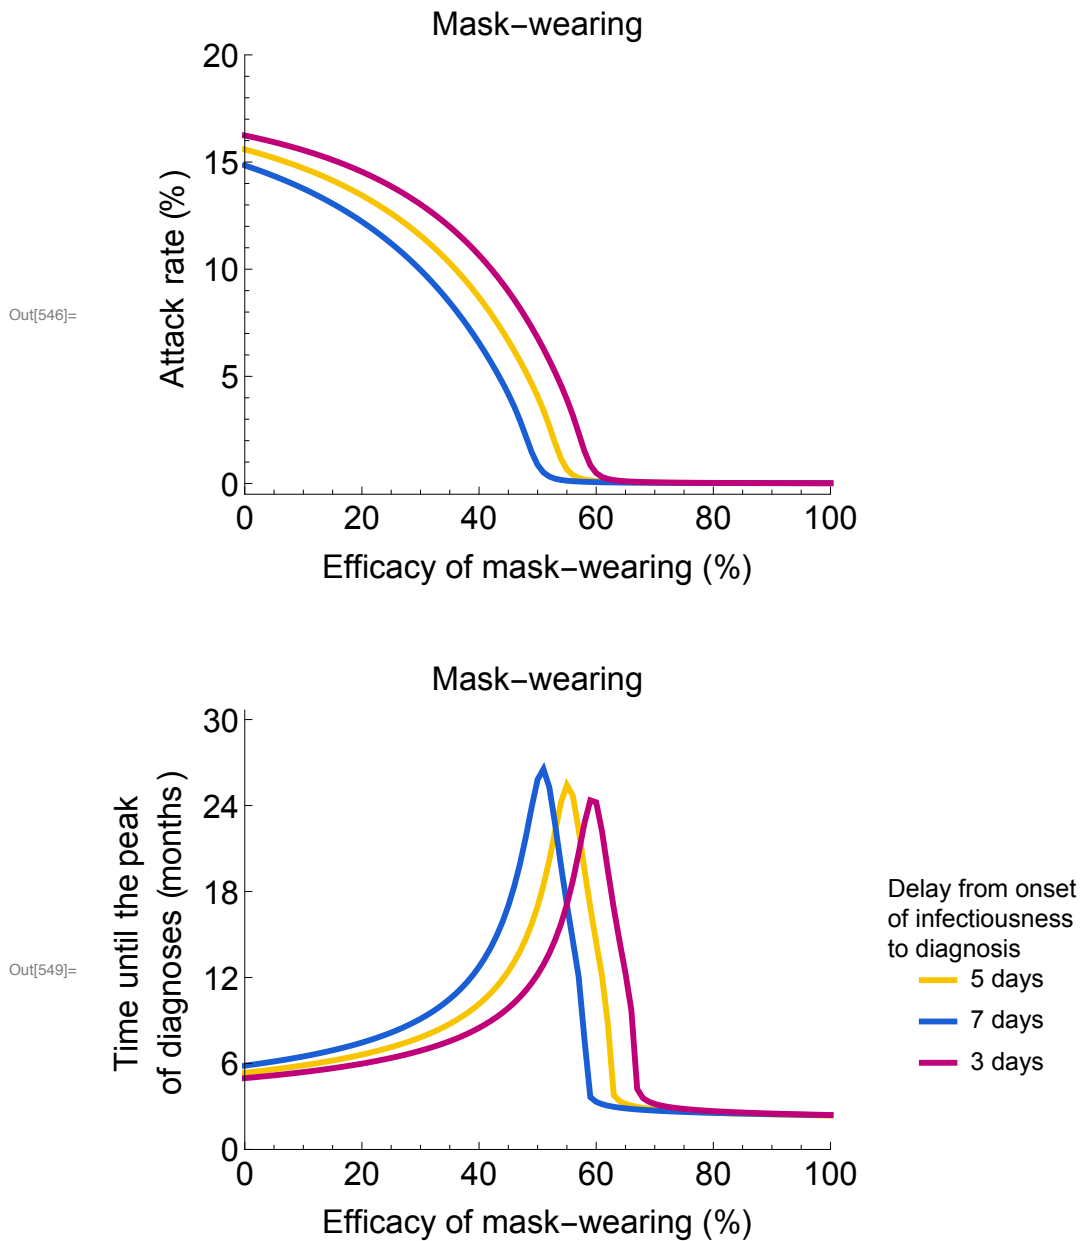 Mask–wearing
20
15
10
5
0
Attack rate (%)
Out[546]=
0 20 40 60 80 100
Efficacy of mask–wearing (%)
Mask–wearing
30
24
18
12
6
0
Time until the peak
of diagnoses (months)
Out[549]=
0 20 40 60 80 100
Efficacy of mask–wearing (%)
Delay from onset
of infectiousness
to diagnosis
5 days
7 days
3 days